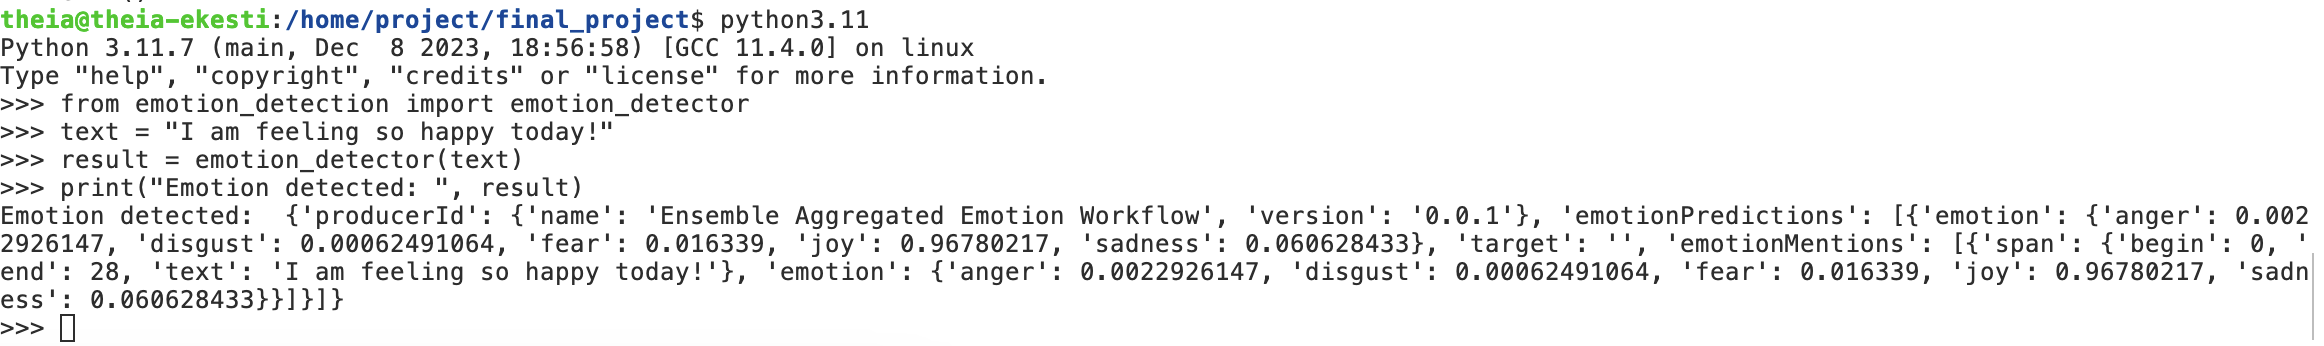 theia@theia-ekesti:/home/project/final_project$ python3.11
Python 3.11.7 (main, Dec  8 2023, 18:56:58) [GCC 11.4.0] on linux
Type "help", "copyright", "credits" or "license" for more information.
>>> from emotion_detection import emotion_detector
>>> text = "I am feeling so happy today!"
>>> result = emotion_detector(text)
>>> print("Emotion detected: ", result)
Emotion detected:  {'producerId': {'name': 'Ensemble Aggregated Emotion Workflow', 'version': '0.0.1'}, 'emotionPredictions': [{'emotion': {'anger': 0.002
2926147, 'disgust': 0.00062491064, 'fear': 0.016339, 'joy': 0.96780217, 'sadness': 0.060628433}, 'target': '', 'emotionMentions': [{'span': {'begin': 0, '
end': 28, 'text': 'I am feeling so happy today!'}, 'emotion': {'anger': 0.0022926147, 'disgust': 0.00062491064, 'fear': 0.016339, 'joy': 0.96780217, 'sadn
ess': 0.060628433}}]}]}
>>>